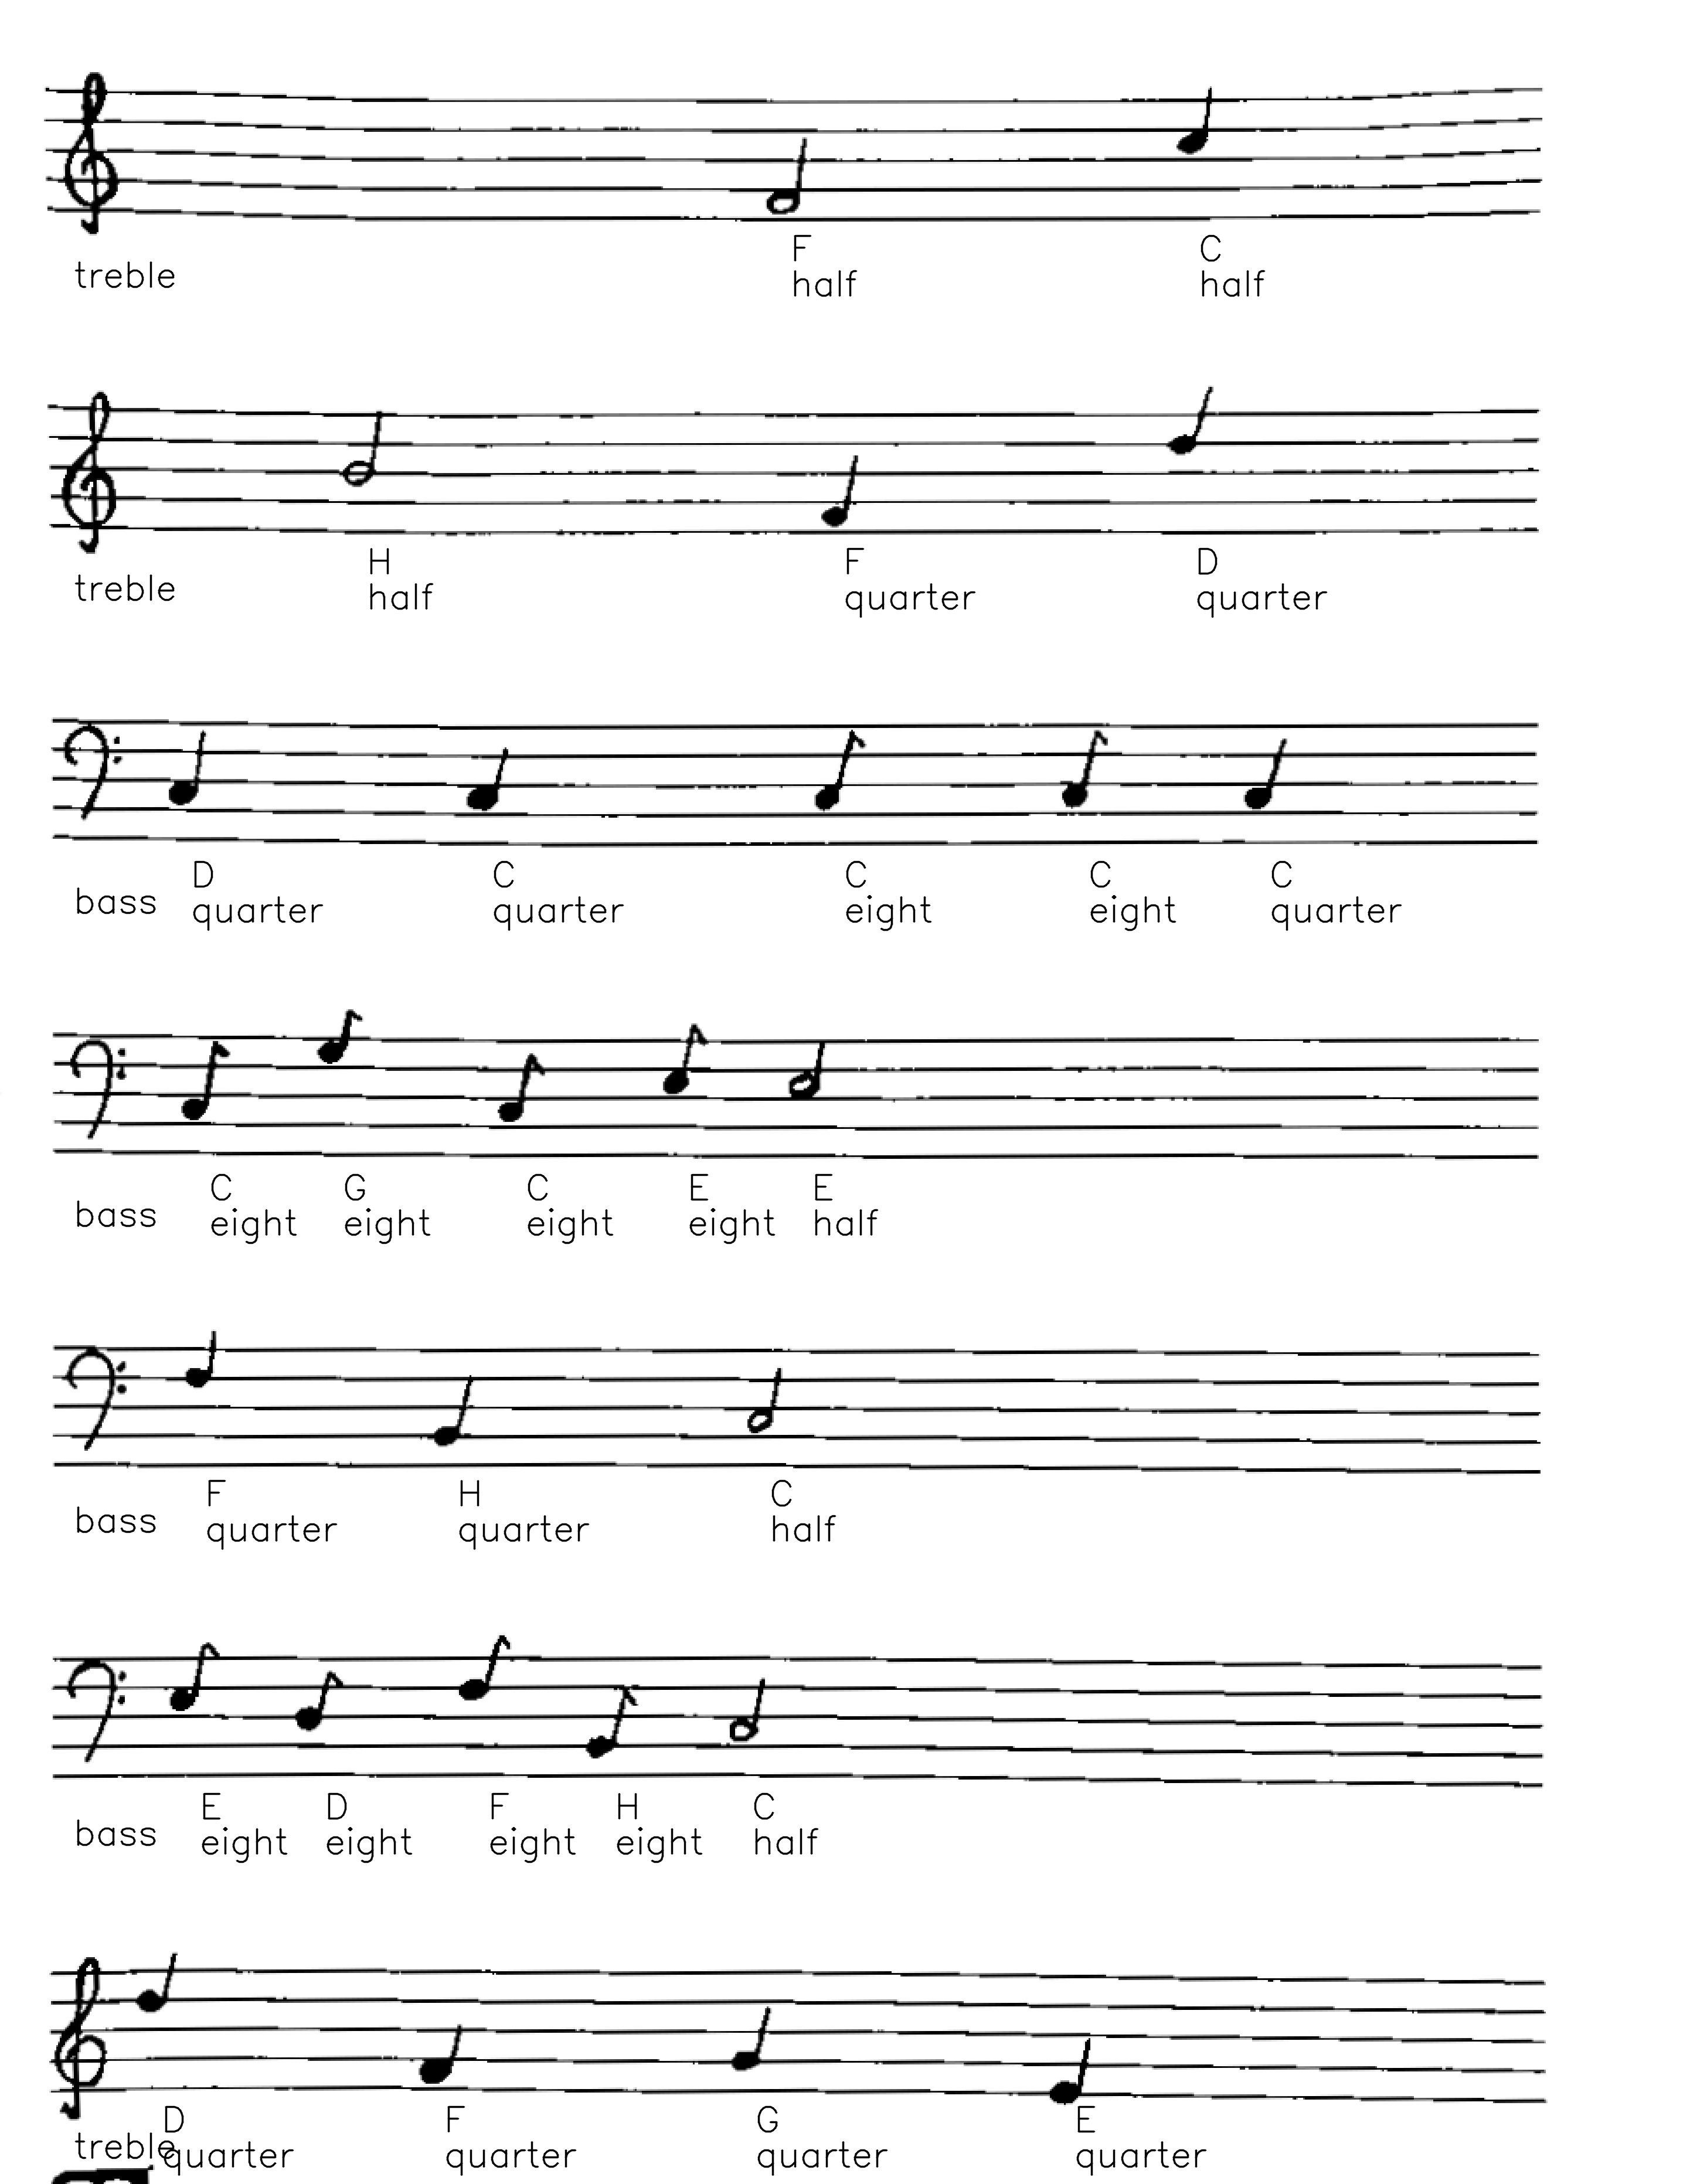 F C
treble half half
H F D
treble half quarter quarter
D C C C C
bass quarter quarter eight eight quarter
C G C E E
bass eight eight eight eight half
F H C
bass quarter quarter half
E D F H C
bass eight eight eight eight half
D F G E
treble quarter quarter quarter quarter